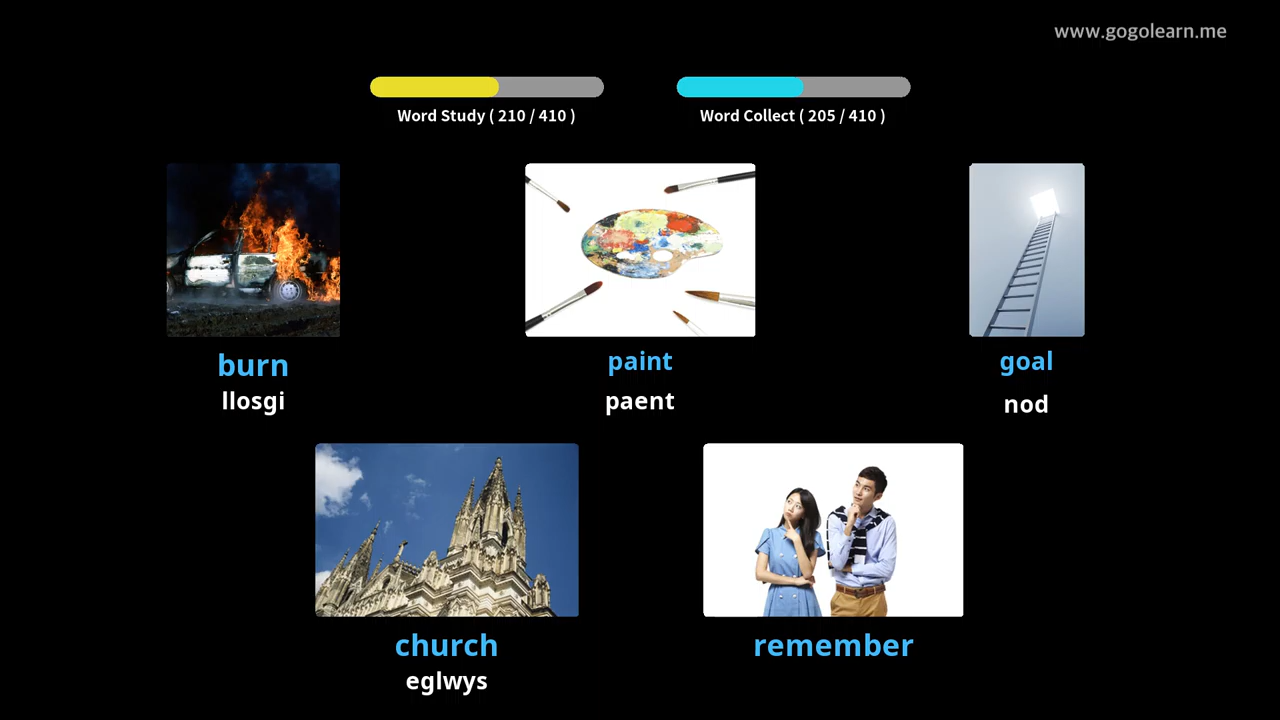 www.gogolearn.me
Word Study ( 210 / 410 )
Word Collect ( 205 / 410 )
burn
llosgi
paint
paent
goal
nod
church
eglwys
remember